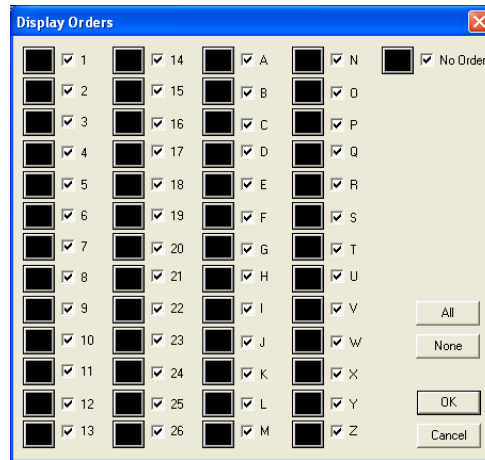 Display Orders
1 14 A N No Order
2 15 B O
3 16 C P
4 17 D Q
5 18 E R
6 19 F S
7 20 G T
8 21 H U
9 22 I V All
10 23 J W None
11 24 K X
12 25 L Y OK
13 26 M Z Cancel